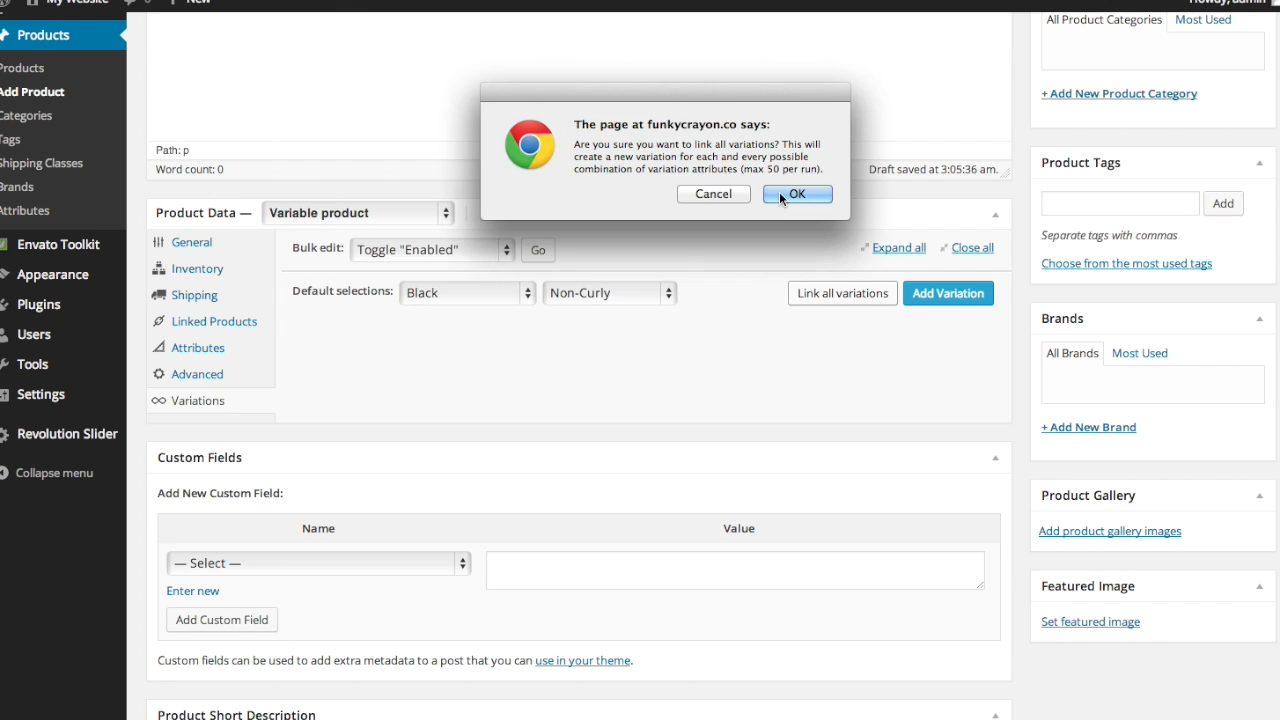 My Website
New
Howdy, admin
Products
Products
Add Product
Categories
Tags
Shipping Classes
Brands
Attributes
Envato Toolkit
Appearance
Plugins
Users
Tools
Settings
Revolution Slider
Collapse menu
The page at funkycrayon.co says:
Are you sure you want to link all variations? This will
create a new variation for each and every possible
combination of variation attributes (max 50 per run).
Cancel
OK
Path: p
Word count: 0
Draft saved at 3:05:36 am.
Product Data — Variable product
General
Inventory
Shipping
Linked Products
Attributes
Advanced
Variations
Bulk edit: Toggle "Enabled" Go
Expand all Close all
Default selections: Black Non-Curly
Link all variations Add Variation
Custom Fields
Add New Custom Field:
Name Value
— Select —
Enter new
Add Custom Field
Custom fields can be used to add extra metadata to a post that you can use in your theme.
Product Short Description
All Product Categories Most Used
+ Add New Product Category
Product Tags
Add
Separate tags with commas
Choose from the most used tags
Brands
All Brands Most Used
+ Add New Brand
Product Gallery
Add product gallery images
Featured Image
Set featured image